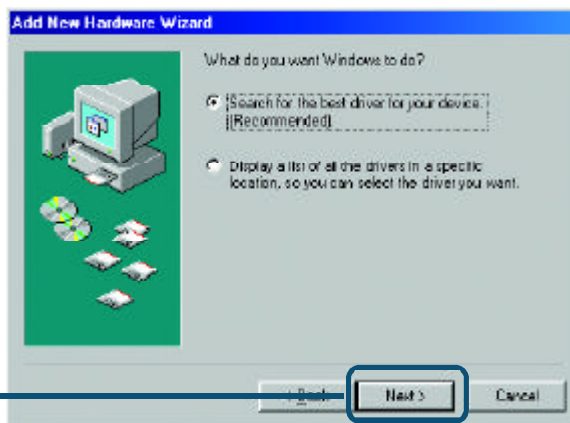 Add New Hardware Wizard
What do you want Windows to do?
Search for the best driver for your device.
(Recommended).
Display a list of all the drivers in a specific
location, so you can select the driver you want.
< Back
Next >
Cancel